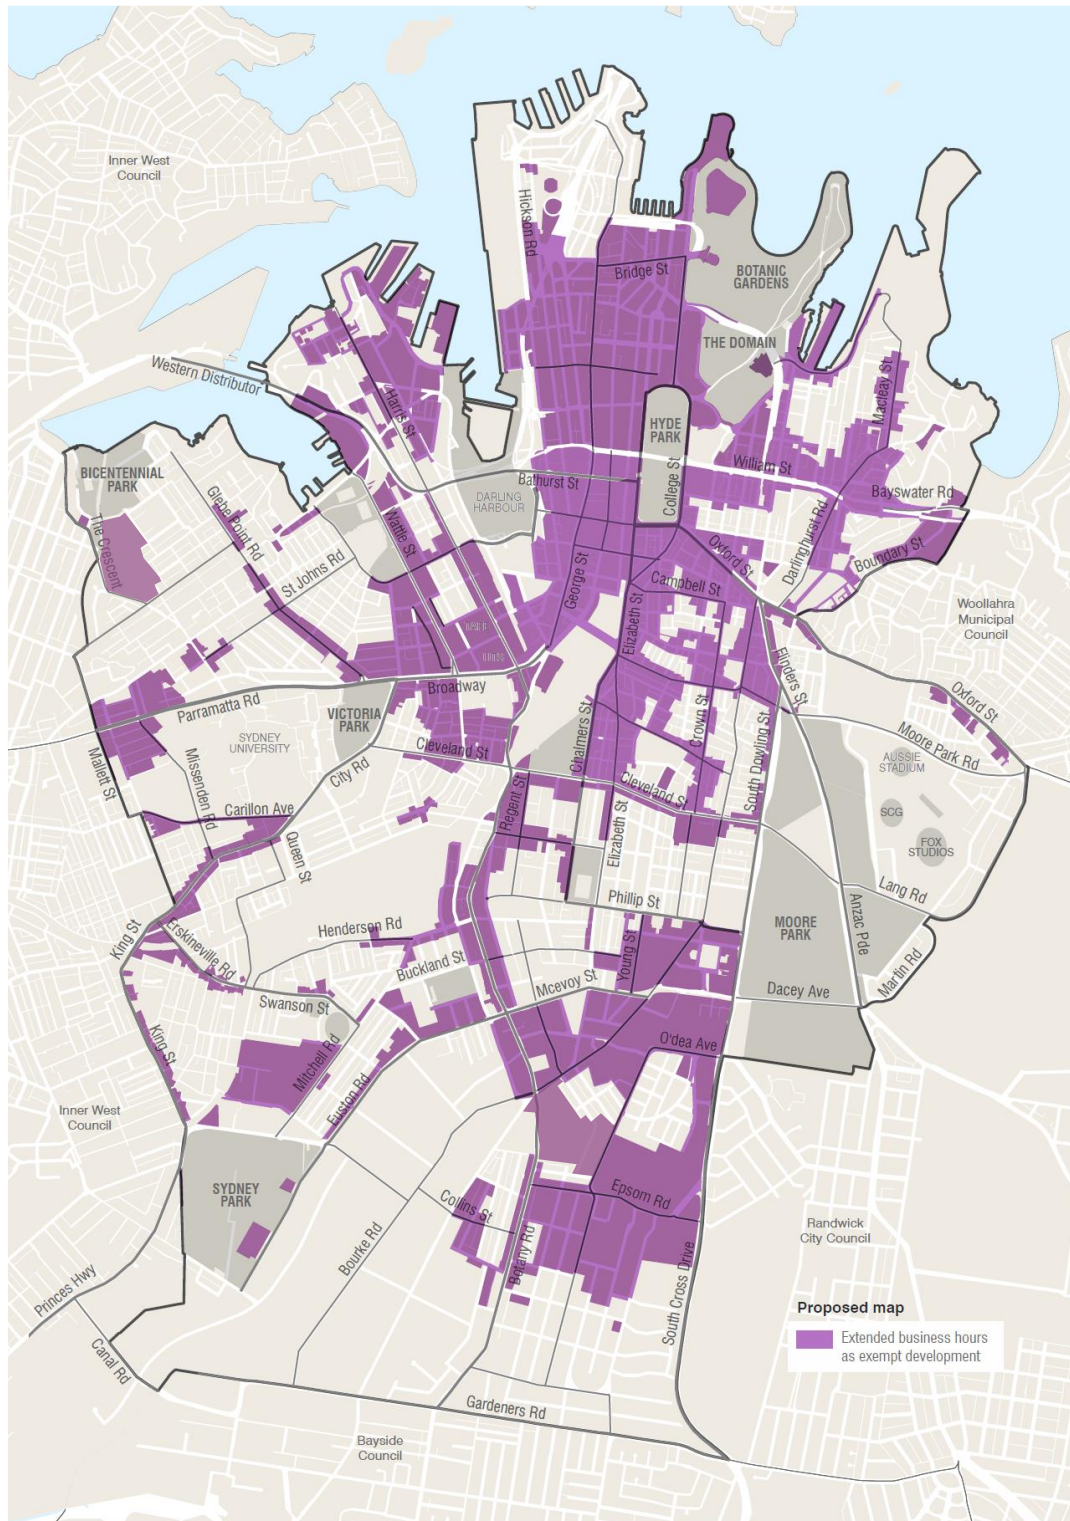 Inner West
Council
Hickson Rd
Bridge St
BOTANIC
GARDENS
THE DOMAIN
Western Distributor
Harris St
Macleay St
HYDE
PARK
College St
William St
BICENTENNIAL
PARK
Bathurst St
DARLING
HARBOUR
Bayswater Rd
Glebe Point Rd
The Crescent
Wattle St
Darlinghurst Rd
Oxford St
Boundary St
St Johns Rd
George St
Campbell St
Elizabeth St
Woollahra
Municipal
Council
Flinders St
Broadway
Parramatta Rd
VICTORIA
PARK
SYDNEY
UNIVERSITY
Cleveland St
City Rd
Chalmers St
Crown St
South Dowling St
Oxford St
Moore Park Rd
AUSSIE
STADIUM
Mallett St
Missenden Rd
Carillon Ave
Regent St
Cleveland St
SCG
FOX
STUDIOS
Queen St
Elizabeth St
Lang Rd
Phillip St
MOORE
PARK
Anzac Pde
King St
Erskineville Rd
Henderson Rd
Buckland St
Young St
Martin Rd
Mcevoy St
Dacey Ave
Swanson St
King St
Mitchell Rd
O'dea Ave
Euston Rd
Inner West
Council
SYDNEY
PARK
Collins St
Epsom Rd
Bourke Rd
Botany Rd
South Cross Drive
Randwick
City Council
Princes Hwy
Canal Rd
Proposed map
Extended business hours
as exempt development
Gardeners Rd
Bayside
Council